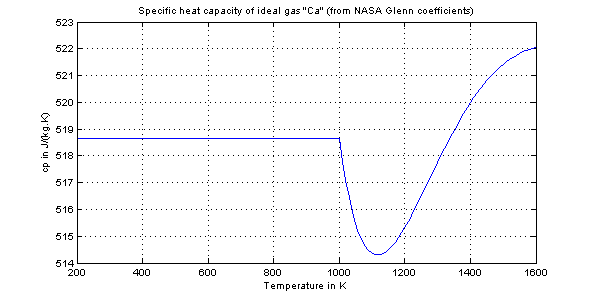 Specific heat capacity of ideal gas "Ca" (from NASA Glenn coefficients)
523
522
521
520
519
518
517
516
515
514
cp in J/(kg.K)
200 400 600 800 1000 1200 1400 1600
Temperature in K